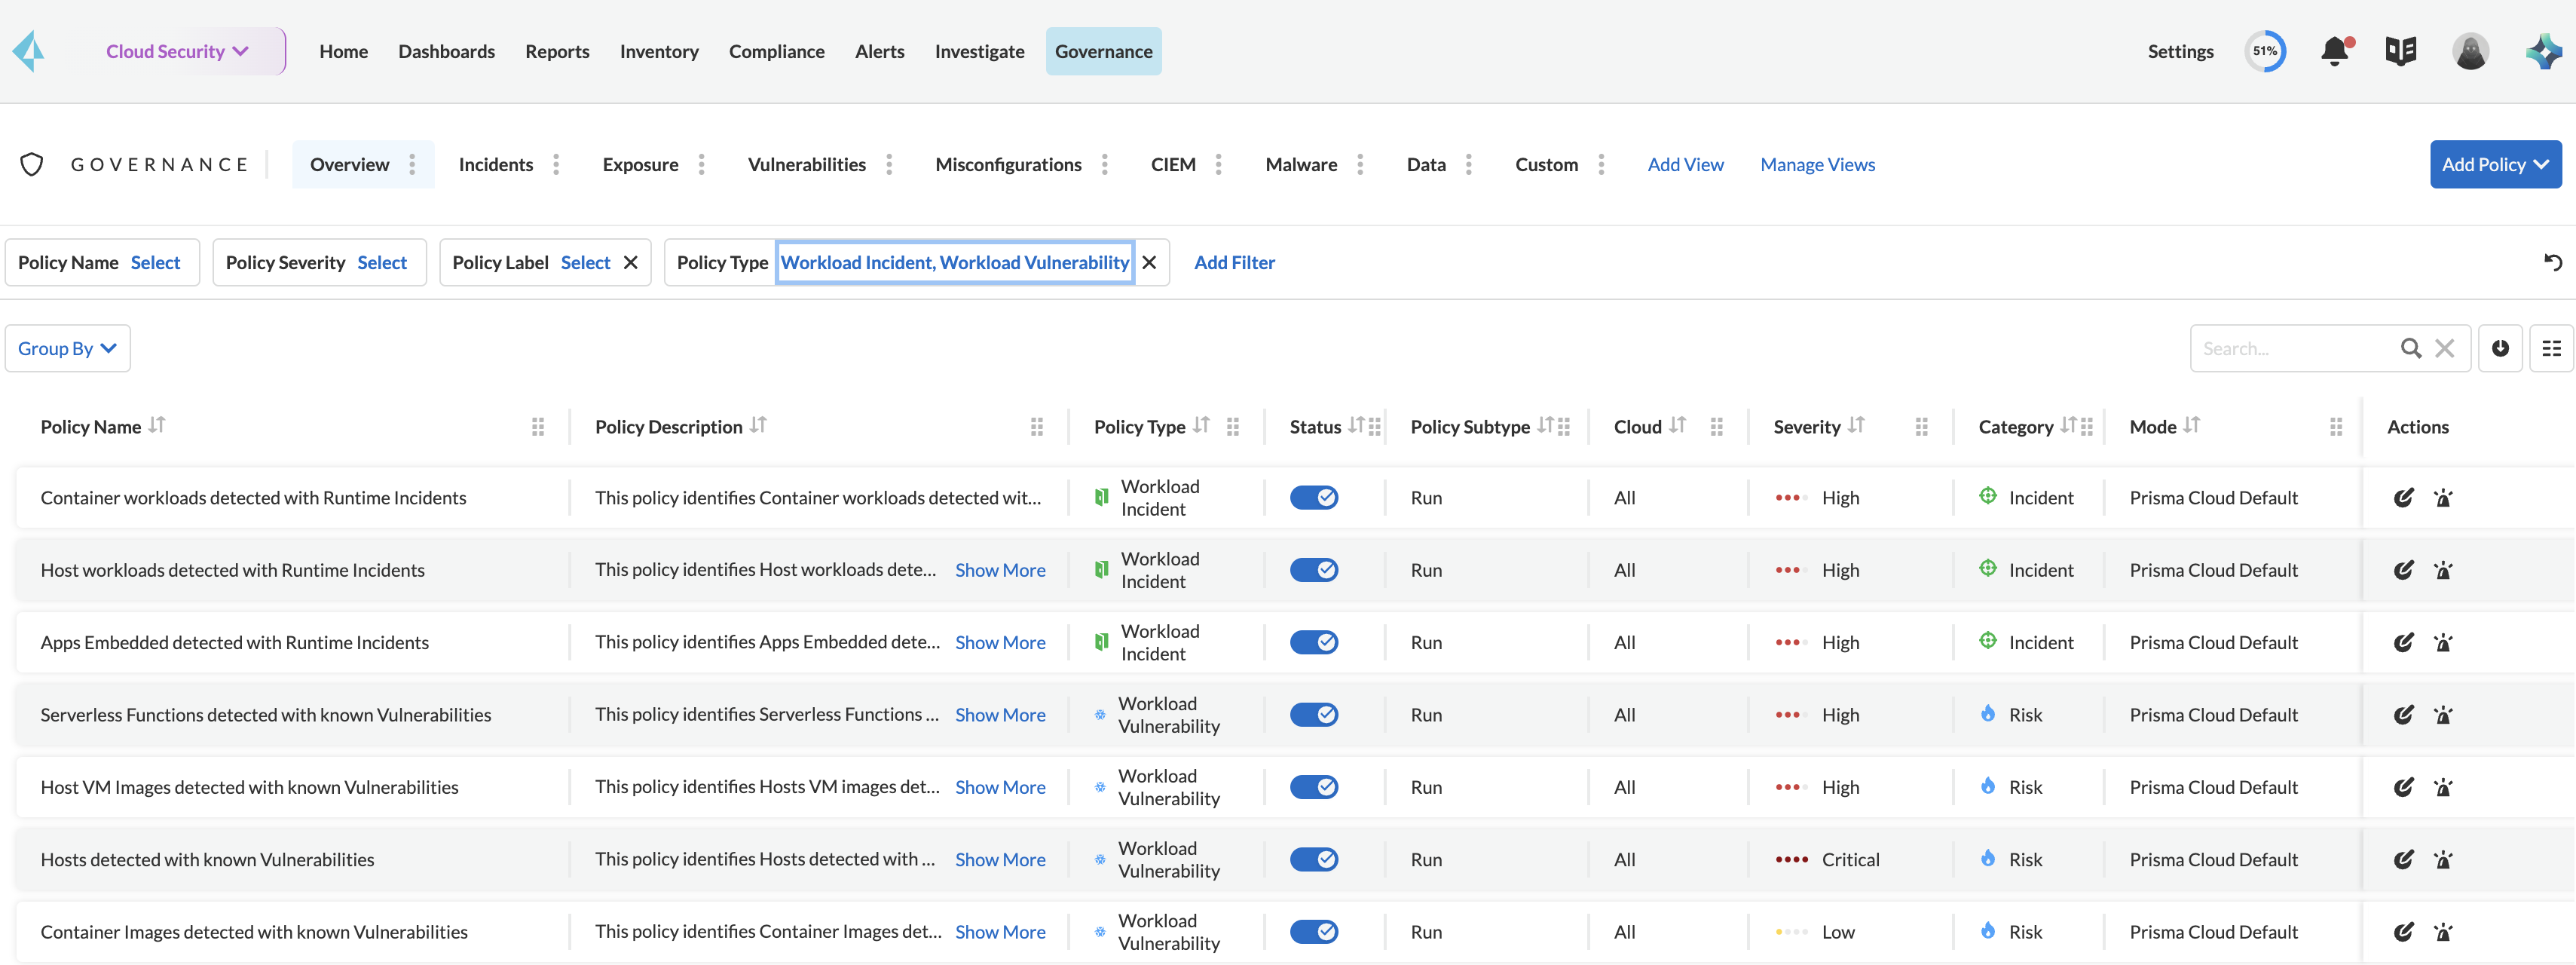 Cloud Security Home Dashboards Reports Inventory Compliance Alerts Investigate Governance Settings 51%
GOVERNANCE Overview Incidents Exposure Vulnerabilities Misconfigurations CIEM Malware Data Custom Add View Manage Views Add Policy
Policy Name Select Policy Severity Select Policy Label Select Policy Type Workload Incident, Workload Vulnerability Add Filter
Group By Search...
Policy Name Policy Description Policy Type Status Policy Subtype Cloud Severity Category Mode Actions
Container workloads detected with Runtime Incidents This policy identifies Container workloads detected wit... Workload Incident Run All High Incident Prisma Cloud Default
Host workloads detected with Runtime Incidents This policy identifies Host workloads dete... Show More Workload Incident Run All High Incident Prisma Cloud Default
Apps Embedded detected with Runtime Incidents This policy identifies Apps Embedded dete... Show More Workload Incident Run All High Incident Prisma Cloud Default
Serverless Functions detected with known Vulnerabilities This policy identifies Serverless Functions ... Show More Workload Vulnerability Run All High Risk Prisma Cloud Default
Host VM Images detected with known Vulnerabilities This policy identifies Hosts VM images det... Show More Workload Vulnerability Run All High Risk Prisma Cloud Default
Hosts detected with known Vulnerabilities This policy identifies Hosts detected with ... Show More Workload Vulnerability Run All Critical Risk Prisma Cloud Default
Container Images detected with known Vulnerabilities This policy identifies Container Images det... Show More Workload Vulnerability Run All Low Risk Prisma Cloud Default